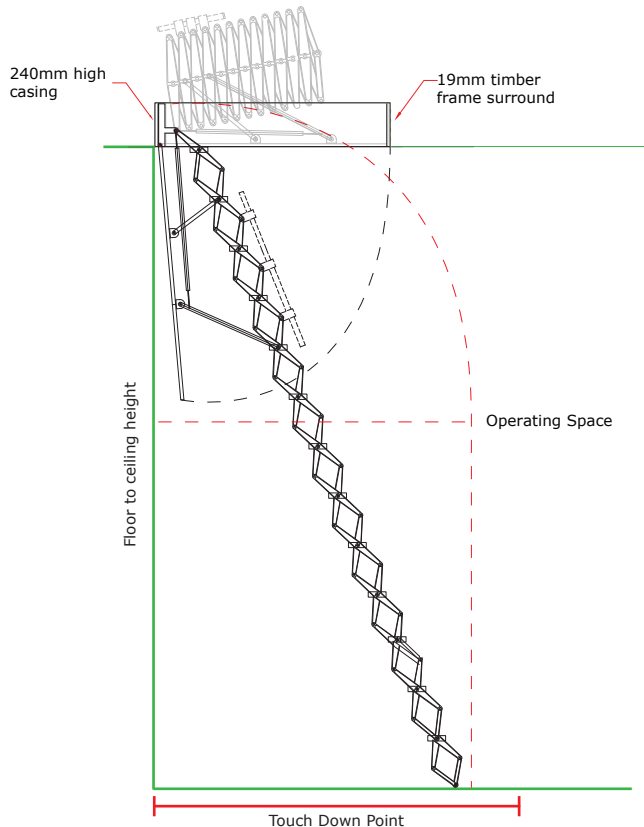 240mm high
casing
19mm timber
frame surround
Floor to ceiling height
Operating Space
Touch Down Point